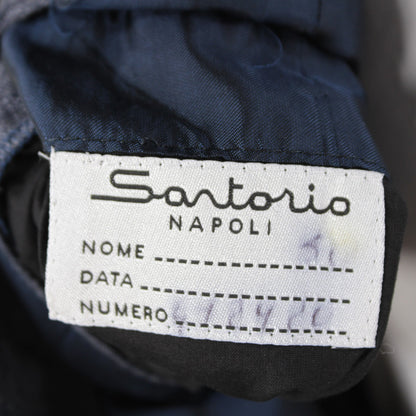 Sartorio
NAPOLI
NOME
DATA
NUMERO